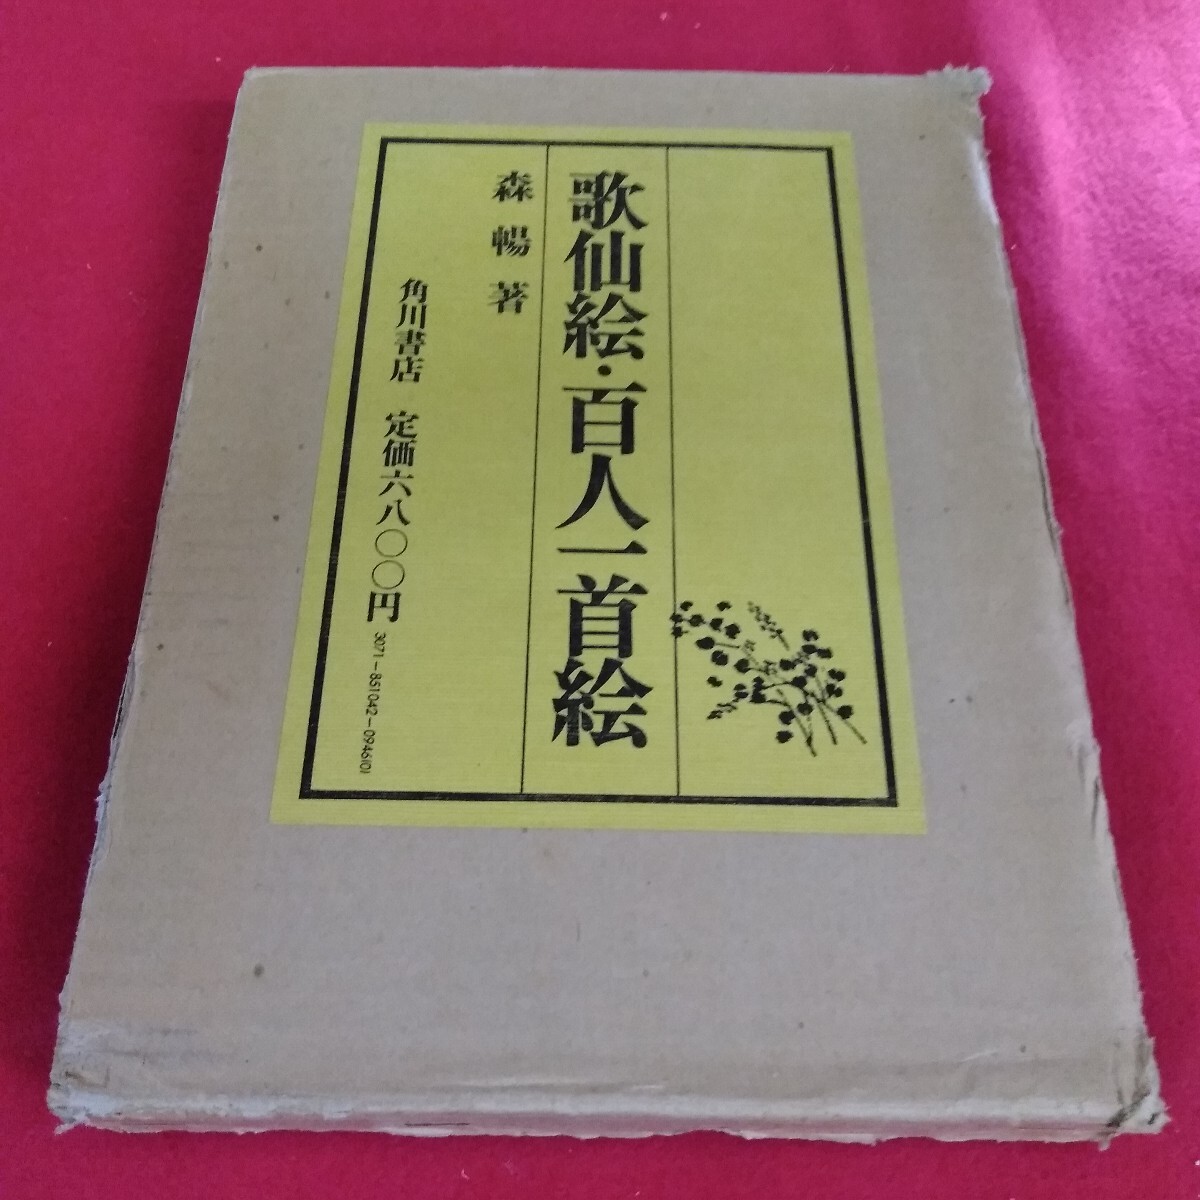 歌仙絵・百人一首絵
森暢著
角川書店 定価六八〇〇円
3071-851042-0946(0)